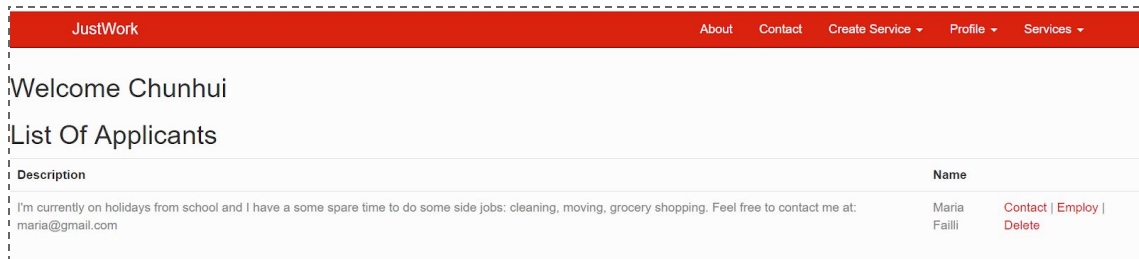 JustWork About Contact Create Service Profile Services
Welcome Chunhui
List Of Applicants
Description Name
I'm currently on holidays from school and I have a some spare time to do some side jobs: cleaning, moving, grocery shopping. Feel free to contact me at: Maria Contact | Employ |
maria@gmail.com Failli Delete